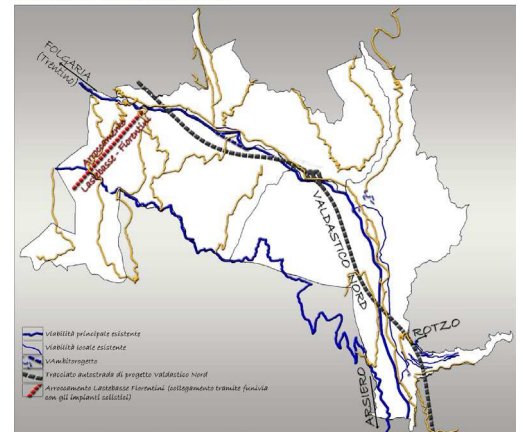 FOLGARIA
(Trentino)
Arroccamento
Lastebasse - Fiorentini
VALDASTICO NORD
ROTZO
ARSIERO
Viabilità principale esistente
Viabilità locale esistente
VAmbitorogetto
Tracciato autostrada di progetto Valdastico Nord
Arroccamento Lastebasse Fiorentini (collegamento tramite funivia
con gli impianti sciistici)